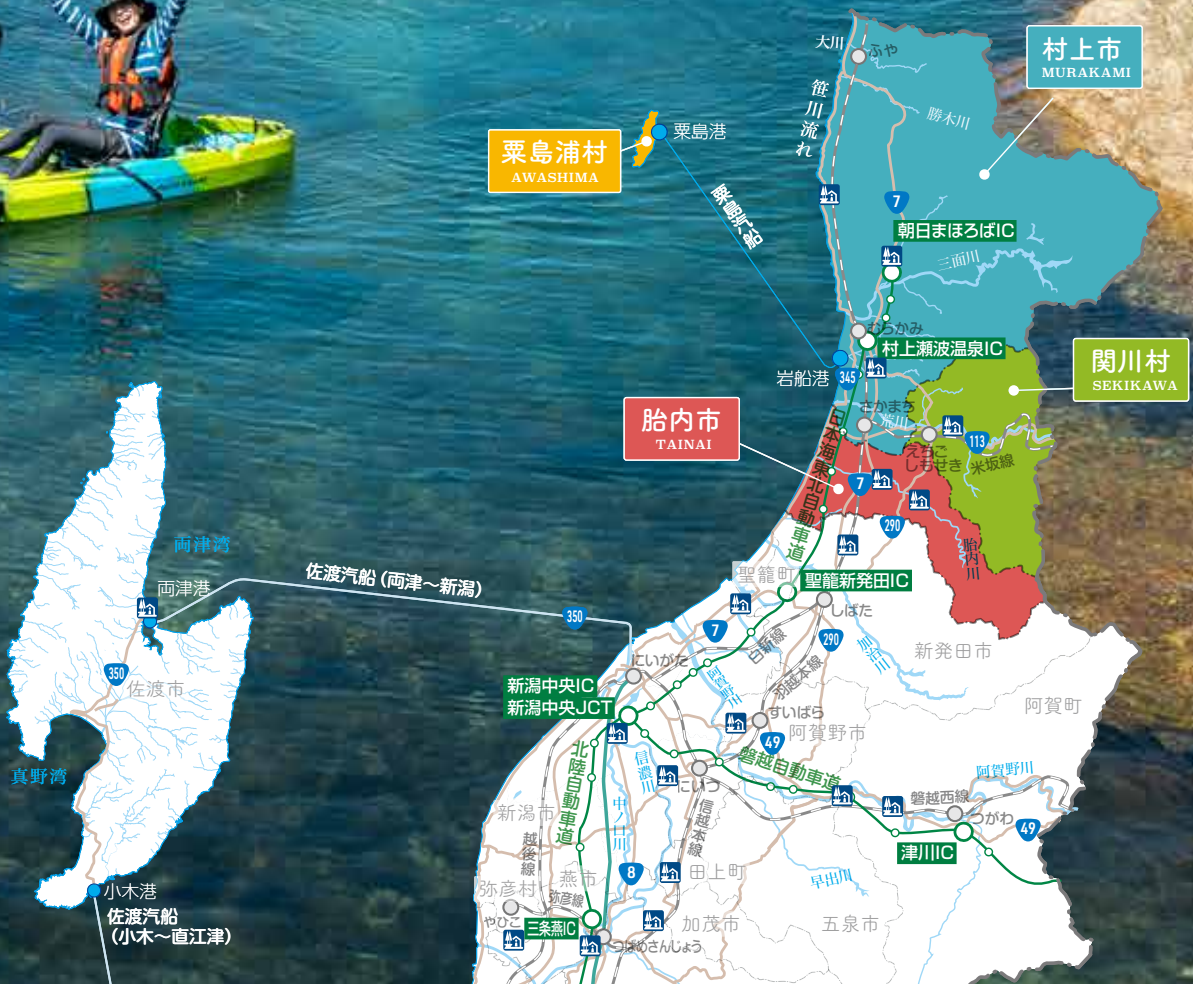 村上市
MURAKAMI
大川
ふや
笹川流れ
勝木川
粟島浦村
AWASHIMA
粟島港
粟島汽船
7
朝日まほろばIC
三面川
むらかみ
村上瀬波温泉IC
岩船港
345
関川村
SEKIKAWA
胎内市
TAINAI
さかまち
荒川
113
えちご
しもせき
米坂線
日本海東北自動車道
7
290
胎内川
両津湾
両津港
佐渡汽船(両津〜新潟)
350
350
佐渡市
真野湾
小木港
佐渡汽船
(小木〜直江津)
聖籠町
聖籠新発田IC
しばた
7
白新線
290
加治川
新発田市
羽越本線
にいがた
新潟中央IC
新潟中央JCT
阿賀野川
すいばら
阿賀野市
49
阿賀町
北陸自動車道
信濃川
磐越自動車道
阿賀野川
にいつ
新潟市
中ノ口川
信越本線
磐越西線
つがわ
49
津川IC
越後線
8
田上町
早出川
弥彦村
燕市
弥彦線
やひこ
三条燕IC
加茂市
五泉市
つばめさんじょう